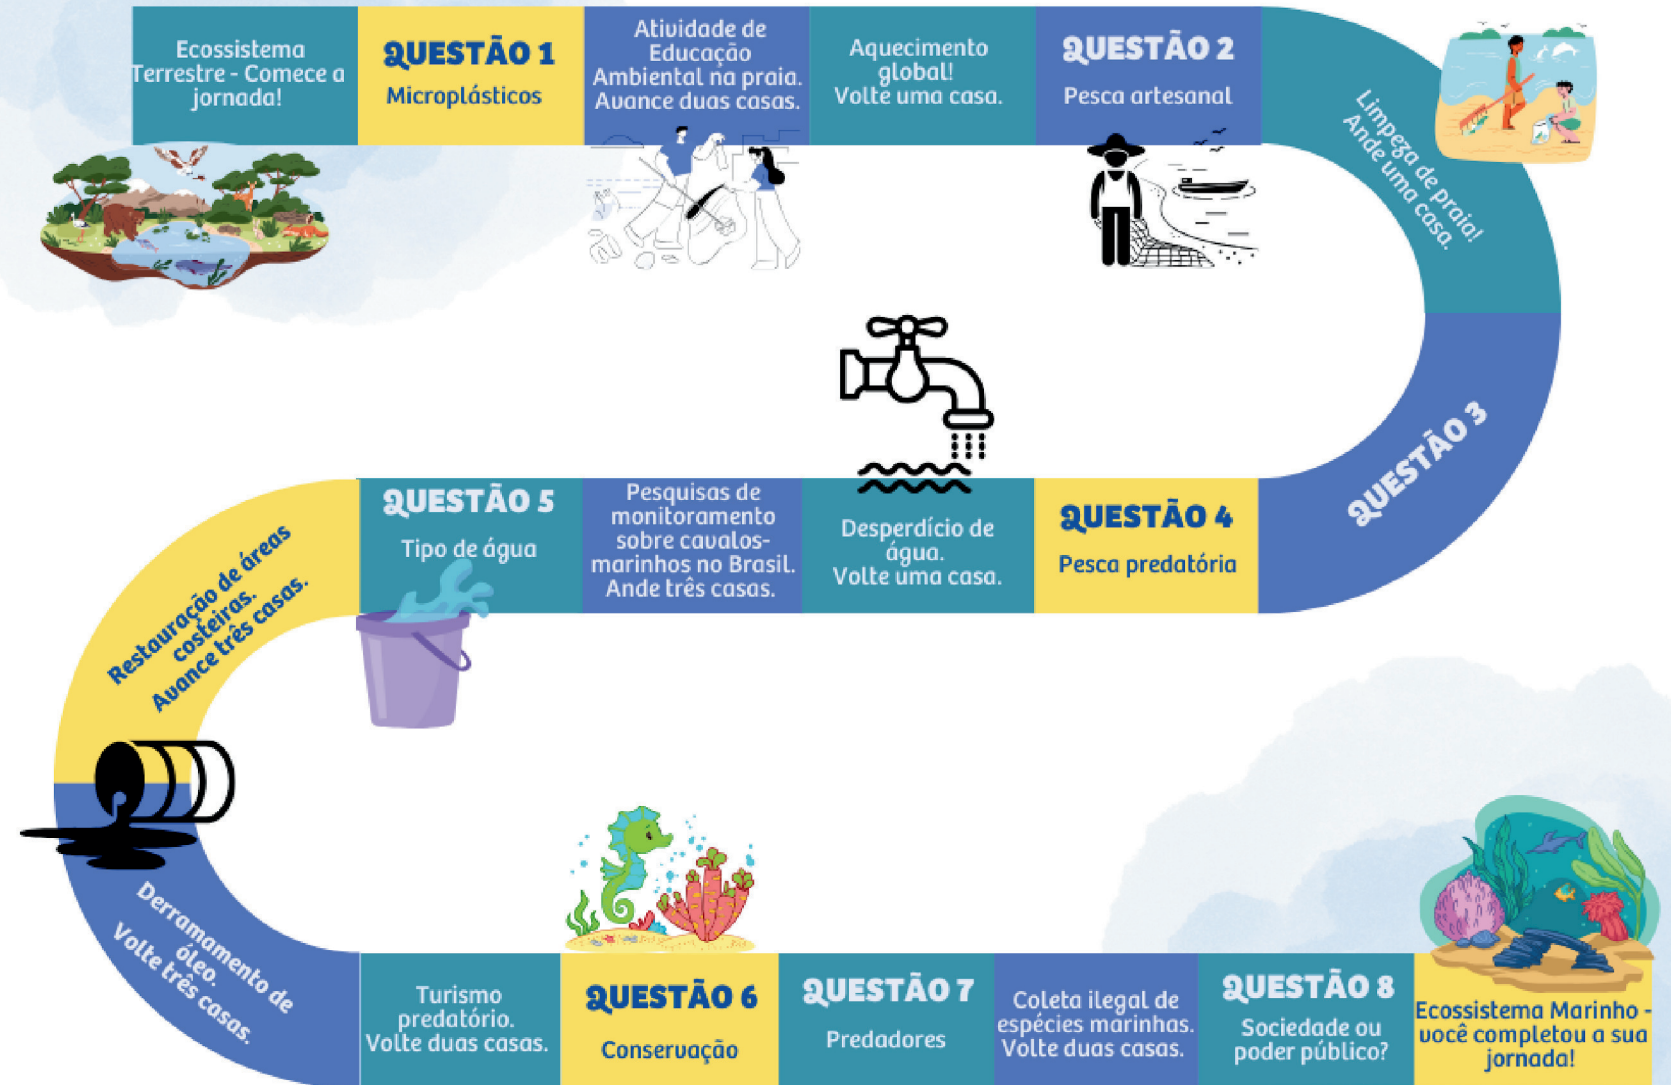 Ecossistema
Terrestre - Comece a
jornada!
QUESTÃO 1
Microplásticos
Atividade de
Educação
Ambiental na praia.
Avance duas casas.
Aquecimento
global!
Volte uma casa.
QUESTÃO 2
Pesca artesanal
Limpeza de praia!
Ande uma casa.
QUESTÃO 3
QUESTÃO 4
Pesca predatória
Desperdício de
água.
Volte uma casa.
Pesquisas de
monitoramento
sobre cavalos-
marinhos no Brasil.
Ande três casas.
QUESTÃO 5
Tipo de água
Restauração de áreas
costeiras.
Avance três casas.
Derramamento de
óleo.
Volte três casas.
Turismo
predatório.
Volte duas casas.
QUESTÃO 6
Conservação
QUESTÃO 7
Predadores
Coleta ilegal de
espécies marinhas.
Volte duas casas.
QUESTÃO 8
Sociedade ou
poder público?
Ecossistema Marinho -
você completou a sua
jornada!